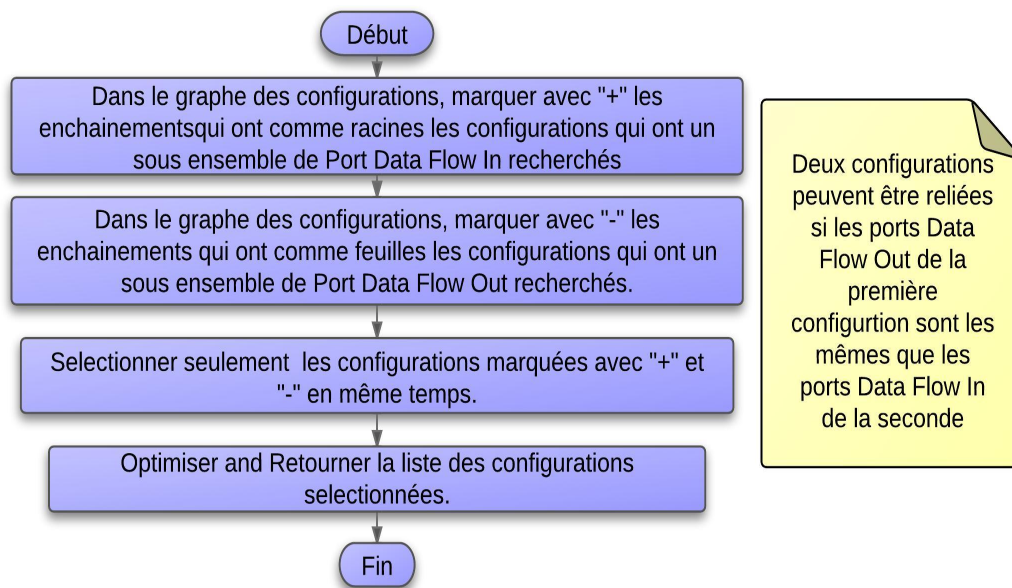 Début
Dans le graphe des configurations, marquer avec "+" les
enchainementsqui ont comme racines les configurations qui ont un
sous ensemble de Port Data Flow In recherchés
Dans le graphe des configurations, marquer avec "-" les
enchainements qui ont comme feuilles les configurations qui ont un
sous ensemble de Port Data Flow Out recherchés.
Selectionner seulement  les configurations marquées avec "+" et
"-" en même temps.
Optimiser and Retourner la liste des configurations
selectionnées.
Fin
Deux configurations
peuvent être reliées
si les ports Data
Flow Out de la
première
configurtion sont les
mêmes que les
ports Data Flow In
de la seconde